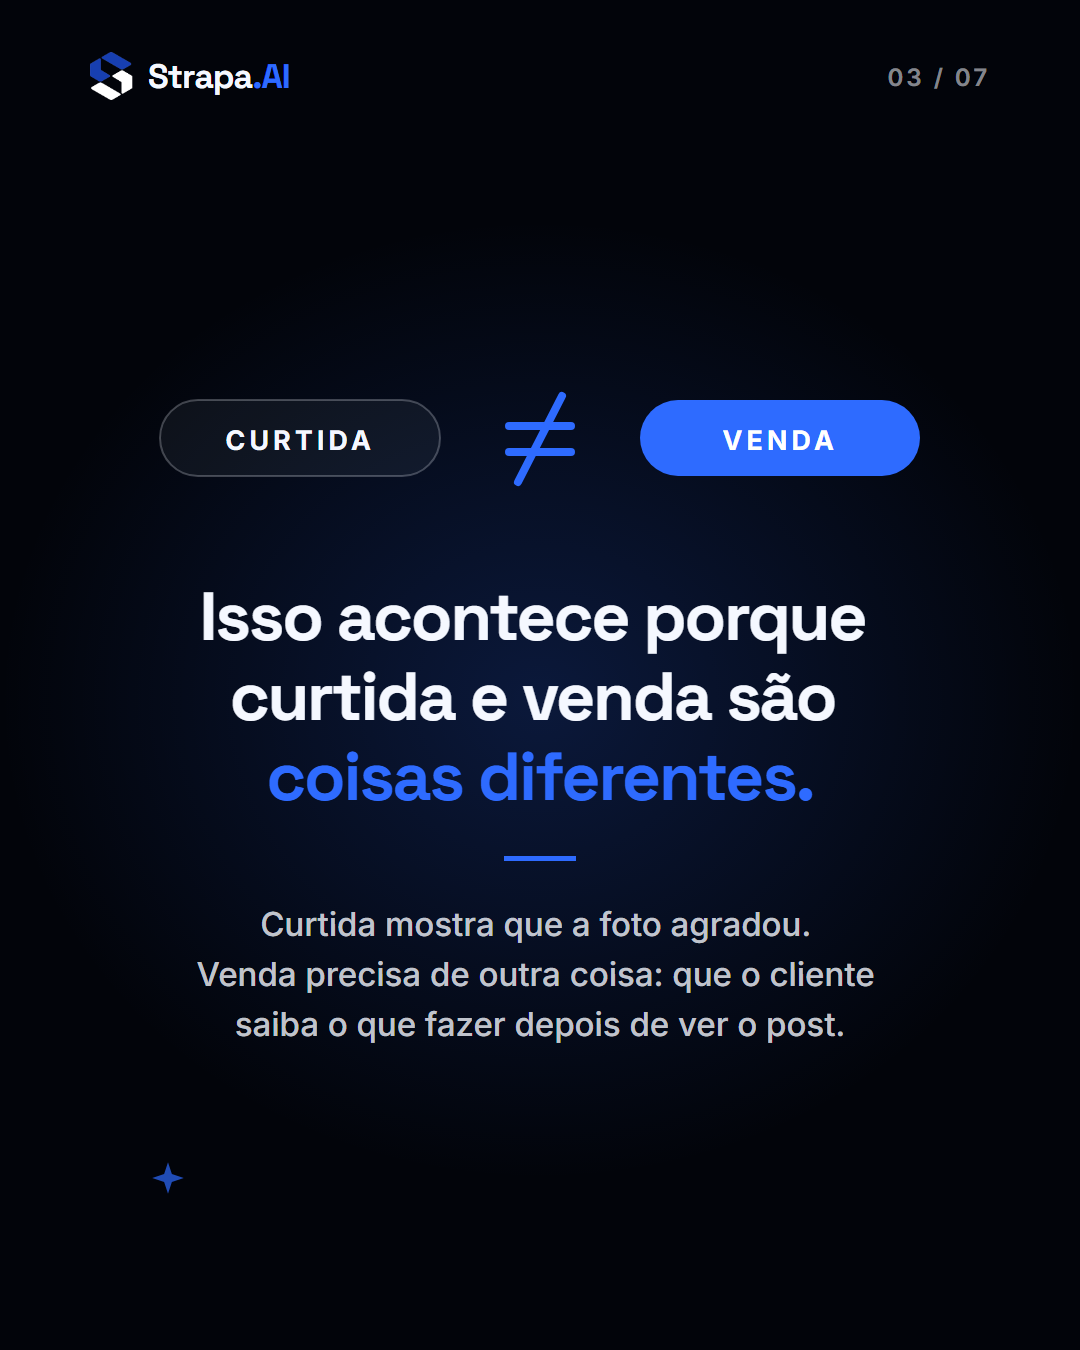 Strapa.AI
03 / 07
CURTIDA ≠ VENDA
Isso acontece porque
curtida e venda são
coisas diferentes.
Curtida mostra que a foto agradou.
Venda precisa de outra coisa: que o cliente
saiba o que fazer depois de ver o post.